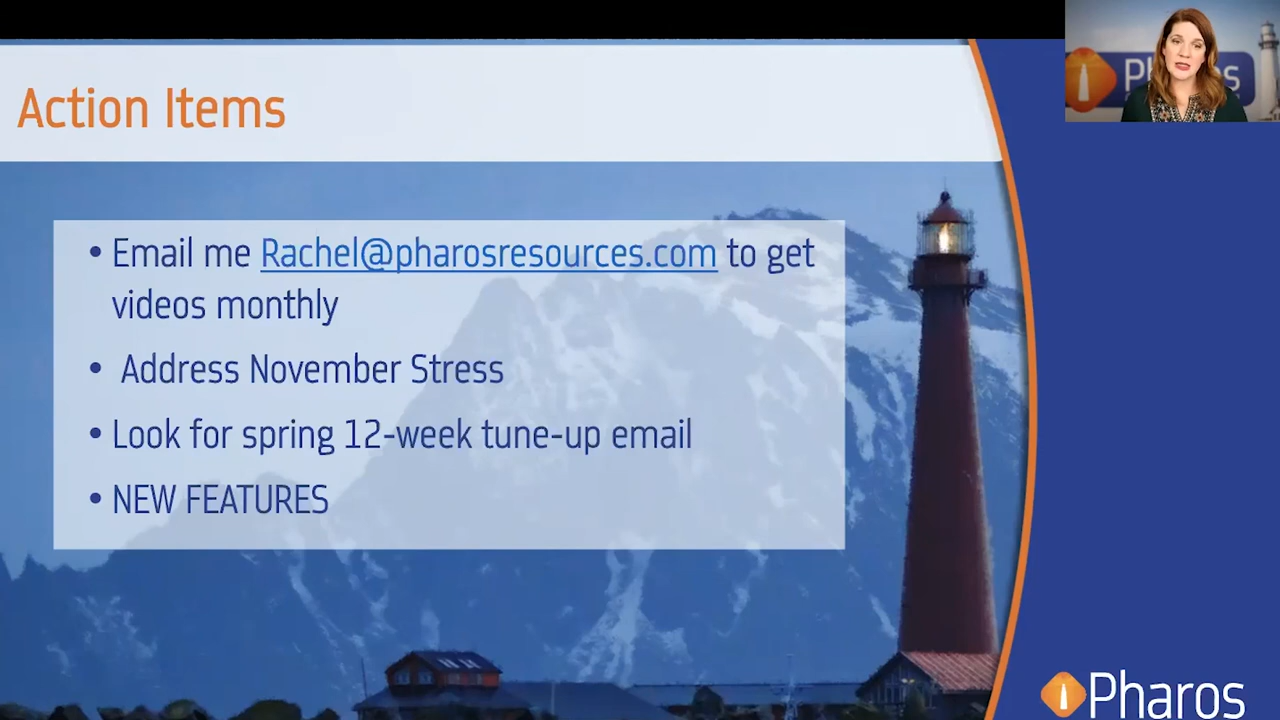 Action Items
• Email me Rachel@pharosresources.com to get
videos monthly
• Address November Stress
• Look for spring 12-week tune-up email
• NEW FEATURES
Pharos